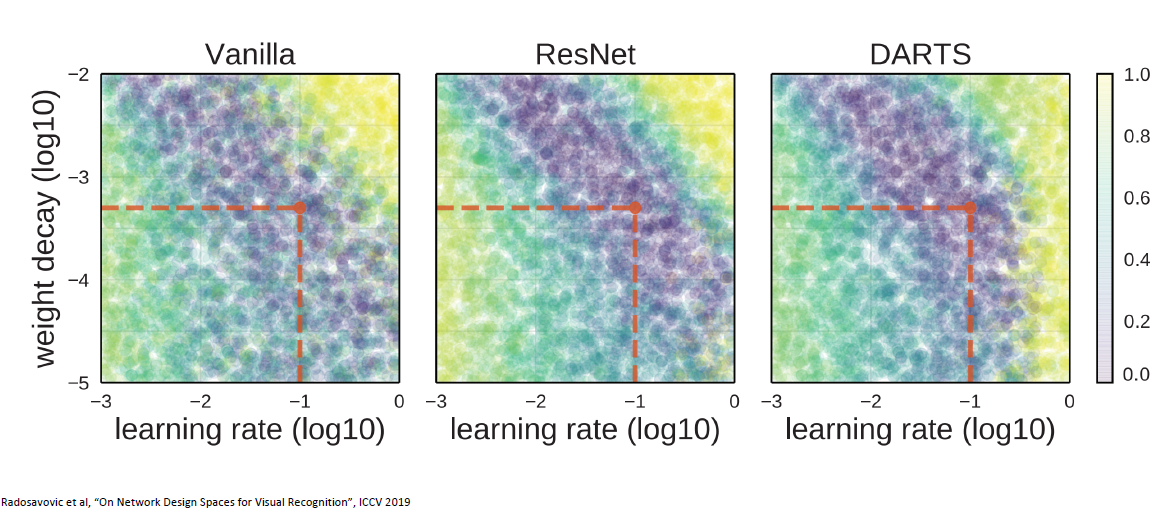 Vanilla ResNet DARTS
weight decay (log10)
−2
−3
−4
−5
−3 −2 −1 0
−3 −2 −1 0
−3 −2 −1 0
learning rate (log10) learning rate (log10) learning rate (log10)
1.0
0.8
0.6
0.4
0.2
0.0
Radosavovic et al, “On Network Design Spaces for Visual Recognition”, ICCV 2019